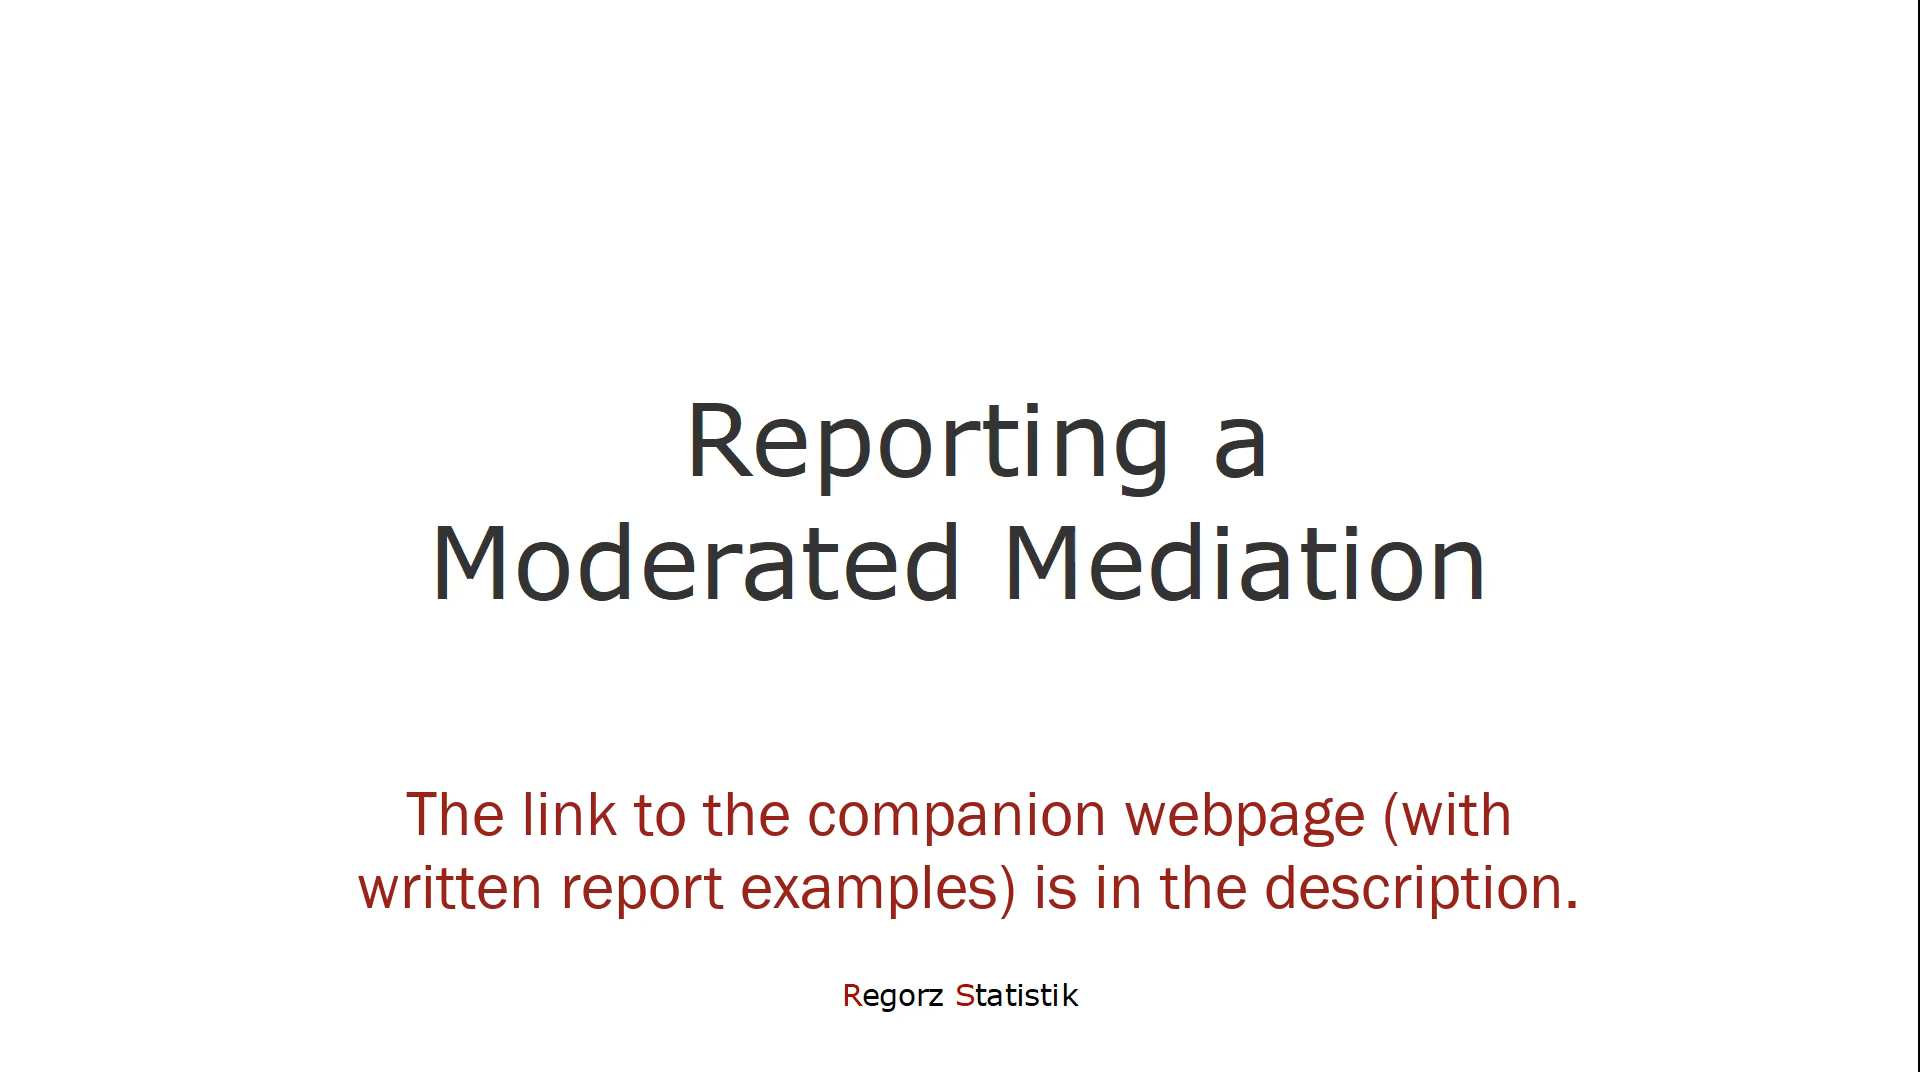 Reporting a
Moderated Mediation
The link to the companion webpage (with
written report examples) is in the description.
Regorz Statistik